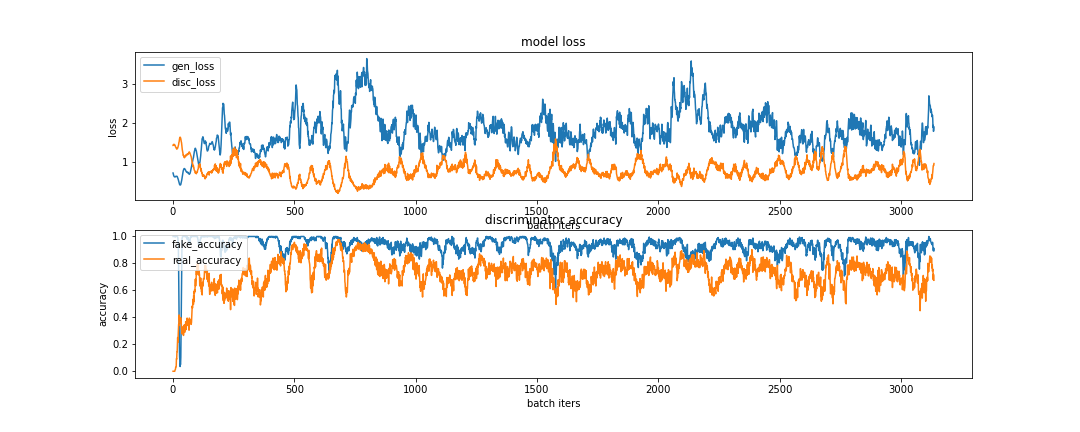 model loss
gen_loss
disc_loss
3
2
1
loss
0
500
1000
1500
2000
2500
3000
batch iters
discriminator accuracy
fake_accuracy
real_accuracy
1.0
0.8
0.6
0.4
0.2
0.0
accuracy
0
500
1000
1500
2000
2500
3000
batch iters